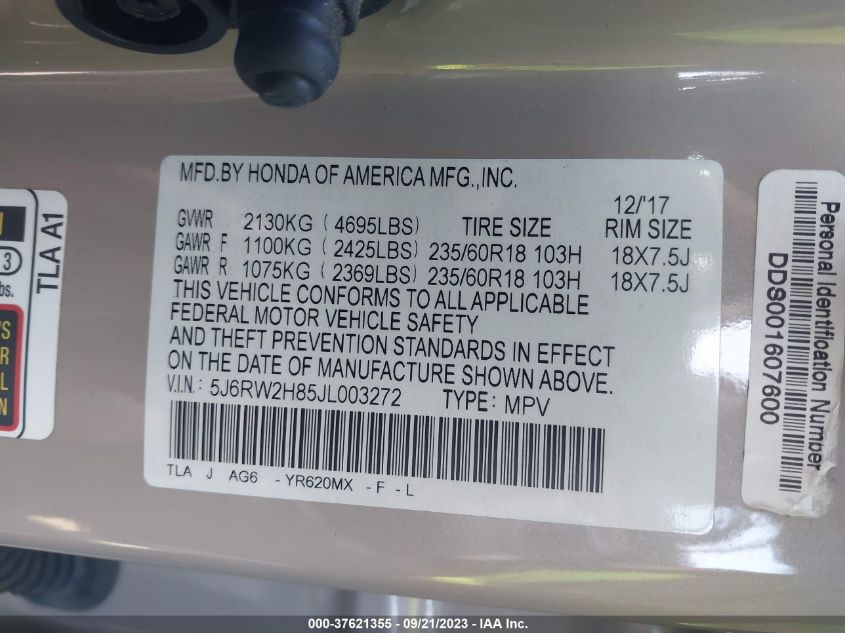 MFD.BY HONDA OF AMERICA MFG.,INC.
12/'17
GVWR 2130KG (4695LBS) TIRE SIZE RIM SIZE
GAWR F 1100KG (2425LBS) 235/60R18 103H 18X7.5J
GAWR R 1075KG (2369LBS) 235/60R18 103H 18X7.5J
THIS VEHICLE CONFORMS TO ALL APPLICABLE
FEDERAL MOTOR VEHICLE SAFETY
AND THEFT PREVENTION STANDARDS IN EFFECT
ON THE DATE OF MANUFACTURE SHOWN ABOVE.
V.I.N.: 5J6RW2H85JL003272 TYPE: MPV
TLA J AG6 -YR620MX -F -L
TLA A1
3
bs.
'S
R
L
N
Personal Identification Number
DDS001607600
000-37621355 - 09/21/2023 - IAA Inc.